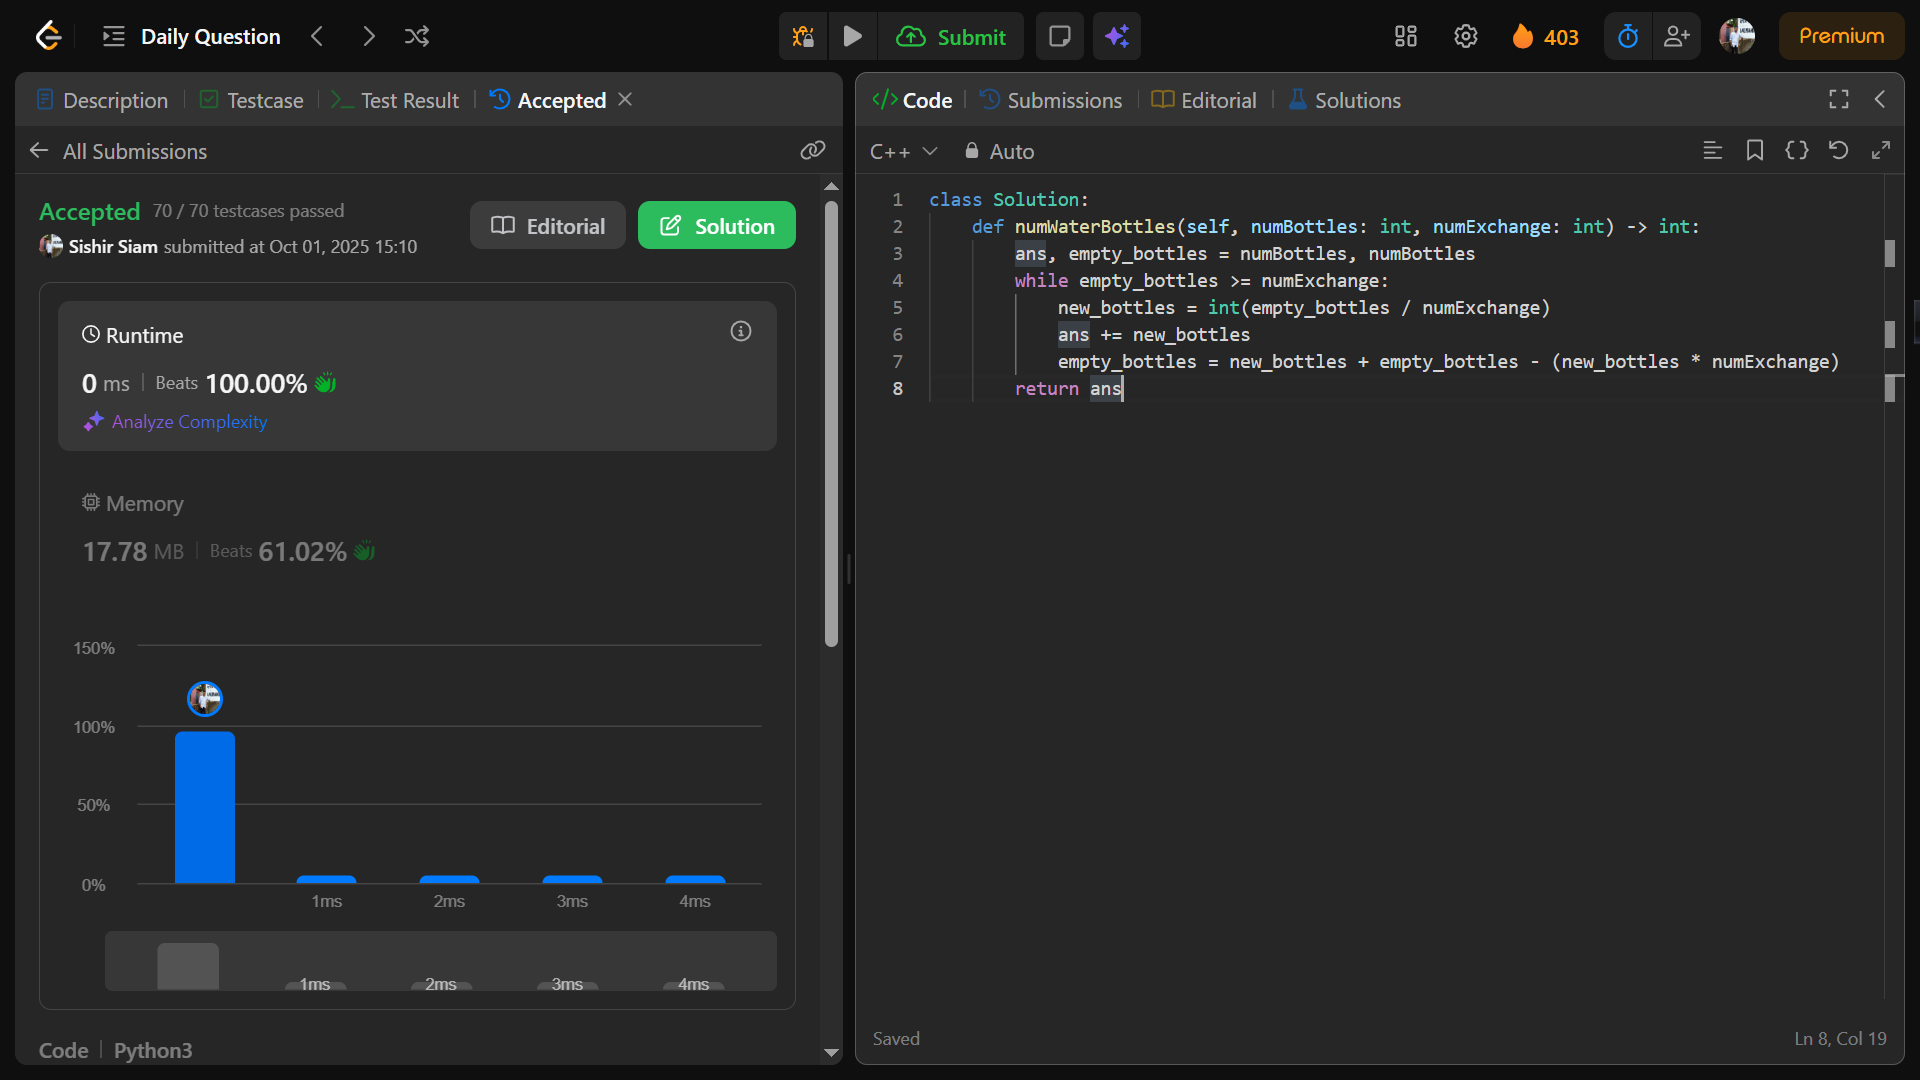 Daily Question
Submit
403
Premium
Description
Testcase
Test Result
Accepted
All Submissions
Accepted 70 / 70 testcases passed
Sishir Siam submitted at Oct 01, 2025 15:10
Editorial
Solution
Runtime
0 ms Beats 100.00%
Analyze Complexity
Memory
17.78 MB Beats 61.02%
150%
100%
50%
0%
1ms 2ms 3ms 4ms
1ms 2ms 3ms 4ms
Code Python3
Code
Submissions
Editorial
Solutions
C++ Auto
1 class Solution:
2 def numWaterBottles(self, numBottles: int, numExchange: int) -> int:
3 ans, empty_bottles = numBottles, numBottles
4 while empty_bottles >= numExchange:
5 new_bottles = int(empty_bottles / numExchange)
6 ans += new_bottles
7 empty_bottles = new_bottles + empty_bottles - (new_bottles * numExchange)
8 return ans
Saved
Ln 8, Col 19